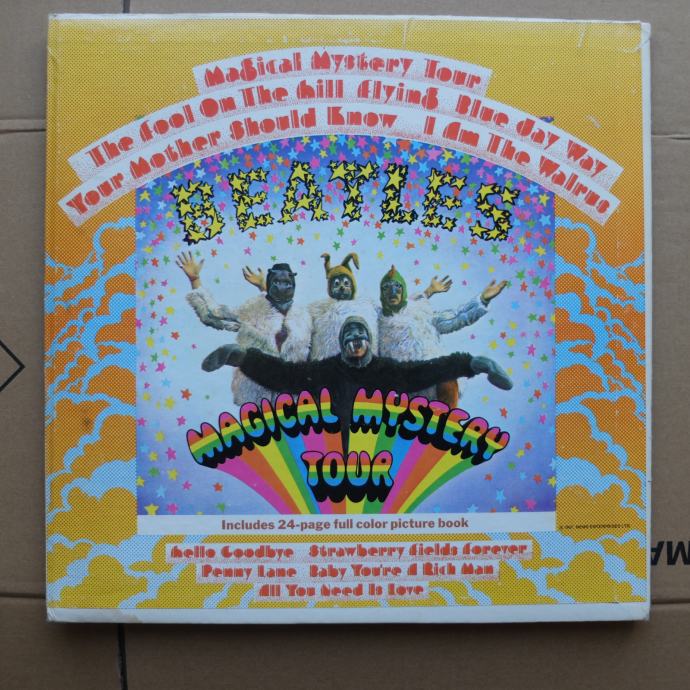 Magical Mystery Tour
The Fool On The Hill Flying Blue Jay Way
Your Mother Should Know I Am The Walrus
BEATLES
MAGICAL MYSTERY
TOUR
Includes 24-page full color picture book
Hello Goodbye Strawberry Fields Forever
Penny Lane Baby You're A Rich Man
All You Need Is Love